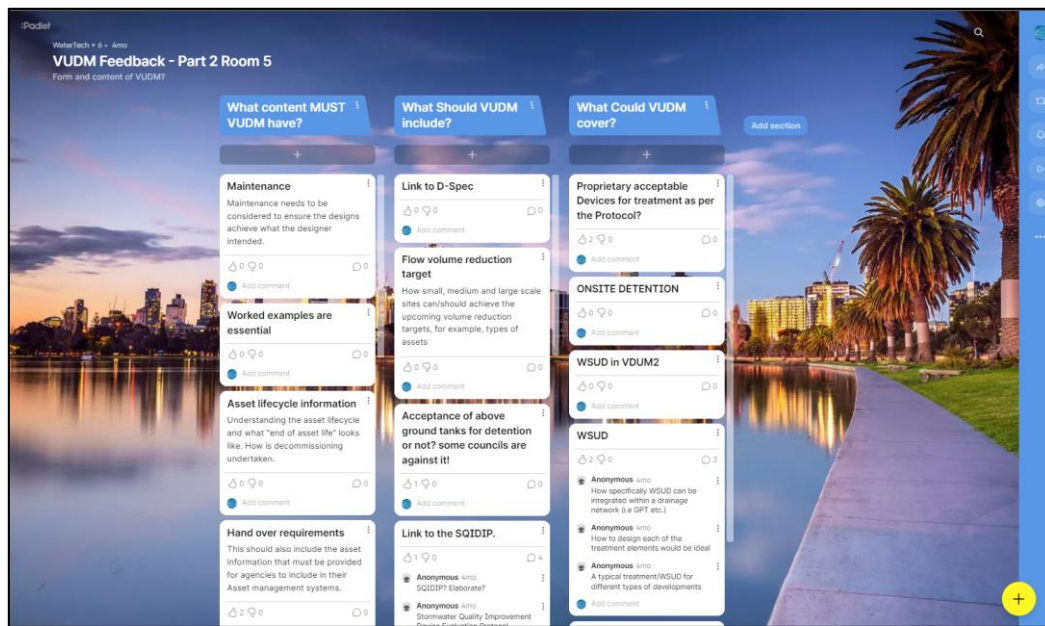 :Padlet
WaterTech + 6 • 4mo
VUDM Feedback - Part 2 Room 5
Form and content of VUDM?
What content MUST
VUDM have?
Maintenance
Maintenance needs to be
considered to ensure the designs
achieve what the designer
intended.
0 0 0
Add comment
Worked examples are
essential
0 0 0
Add comment
Asset lifecycle information
Understanding the asset lifecycle
and what "end of asset life" looks
like. How is decommissioning
undertaken.
0 0 0
Add comment
Hand over requirements
This should also include the asset
information that must be provided
for agencies to include in their
Asset management systems.
2 0 0
What Should VUDM
include?
Link to D-Spec
0 0 0
Add comment
Flow volume reduction
target
How small, medium and large scale
sites can/should achieve the
upcoming volume reduction
targets, for example, types of
assets
0 0 0
Add comment
Acceptance of above
ground tanks for detention
or not? some councils are
against it!
1 0 0
Add comment
Link to the SQIDIP.
1 0 4
Anonymous 4mo
SQIDIP? Elaborate?
Anonymous 4mo
Stormwater Quality Improvement
What Could VUDM
cover?
Proprietary acceptable
Devices for treatment as per
the Protocol?
2 0 0
Add comment
ONSITE DETENTION
0 0 0
Add comment
WSUD in VDUM2
0 0 0
Add comment
WSUD
2 0 3
Anonymous 4mo
How specifically WSUD can be
integrated within a drainage
network (i.e GPT etc.)
Anonymous 4mo
How to design each of the
treatment elements would be ideal
Anonymous 4mo
A typical treatment/WSUD for
different types of developments
Add comment
Add section